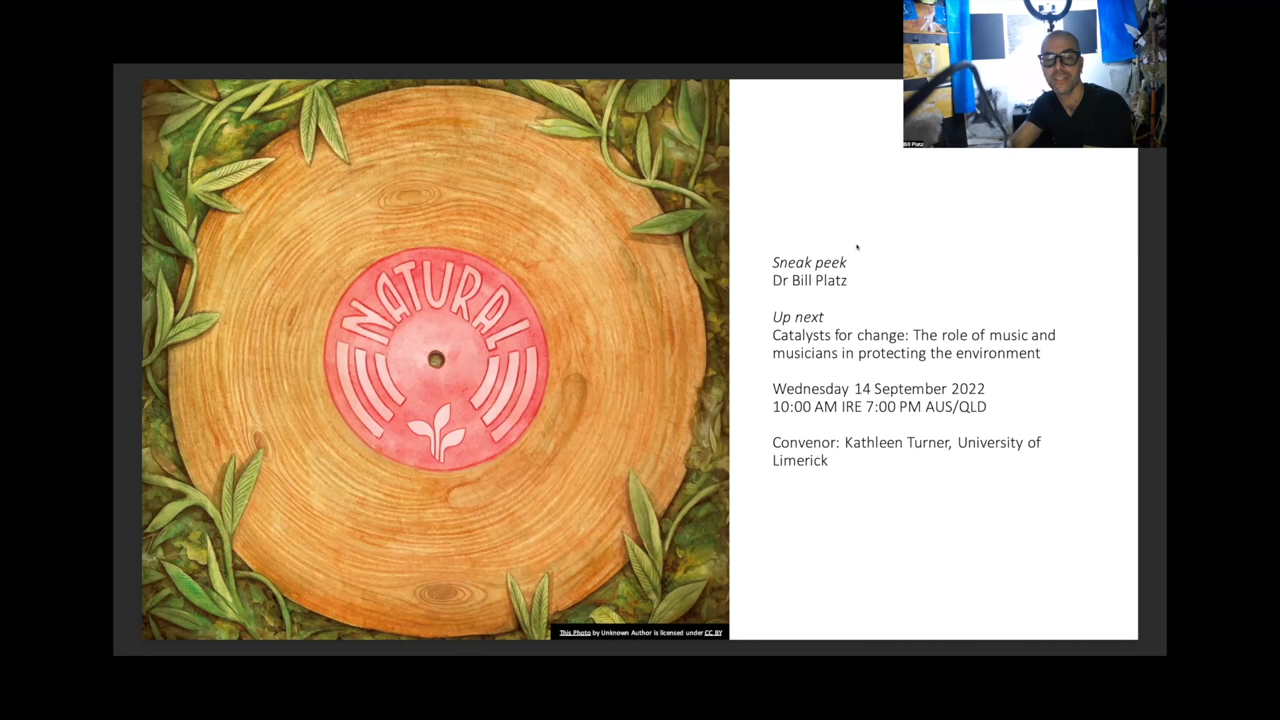 Bill Platz
NATURAL
Sneak peek
Dr Bill Platz
Up next
Catalysts for change: The role of music and
musicians in protecting the environment
Wednesday 14 September 2022
10:00 AM IRE 7:00 PM AUS/QLD
Convenor: Kathleen Turner, University of
Limerick
This Photo by Unknown Author is licensed under CC BY